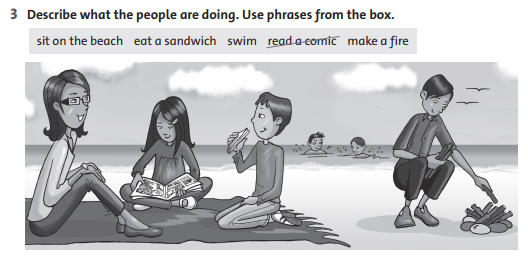 3 Describe what the people are doing. Use phrases from the box.
sit on the beach eat a sandwich swim read a comic make a fire